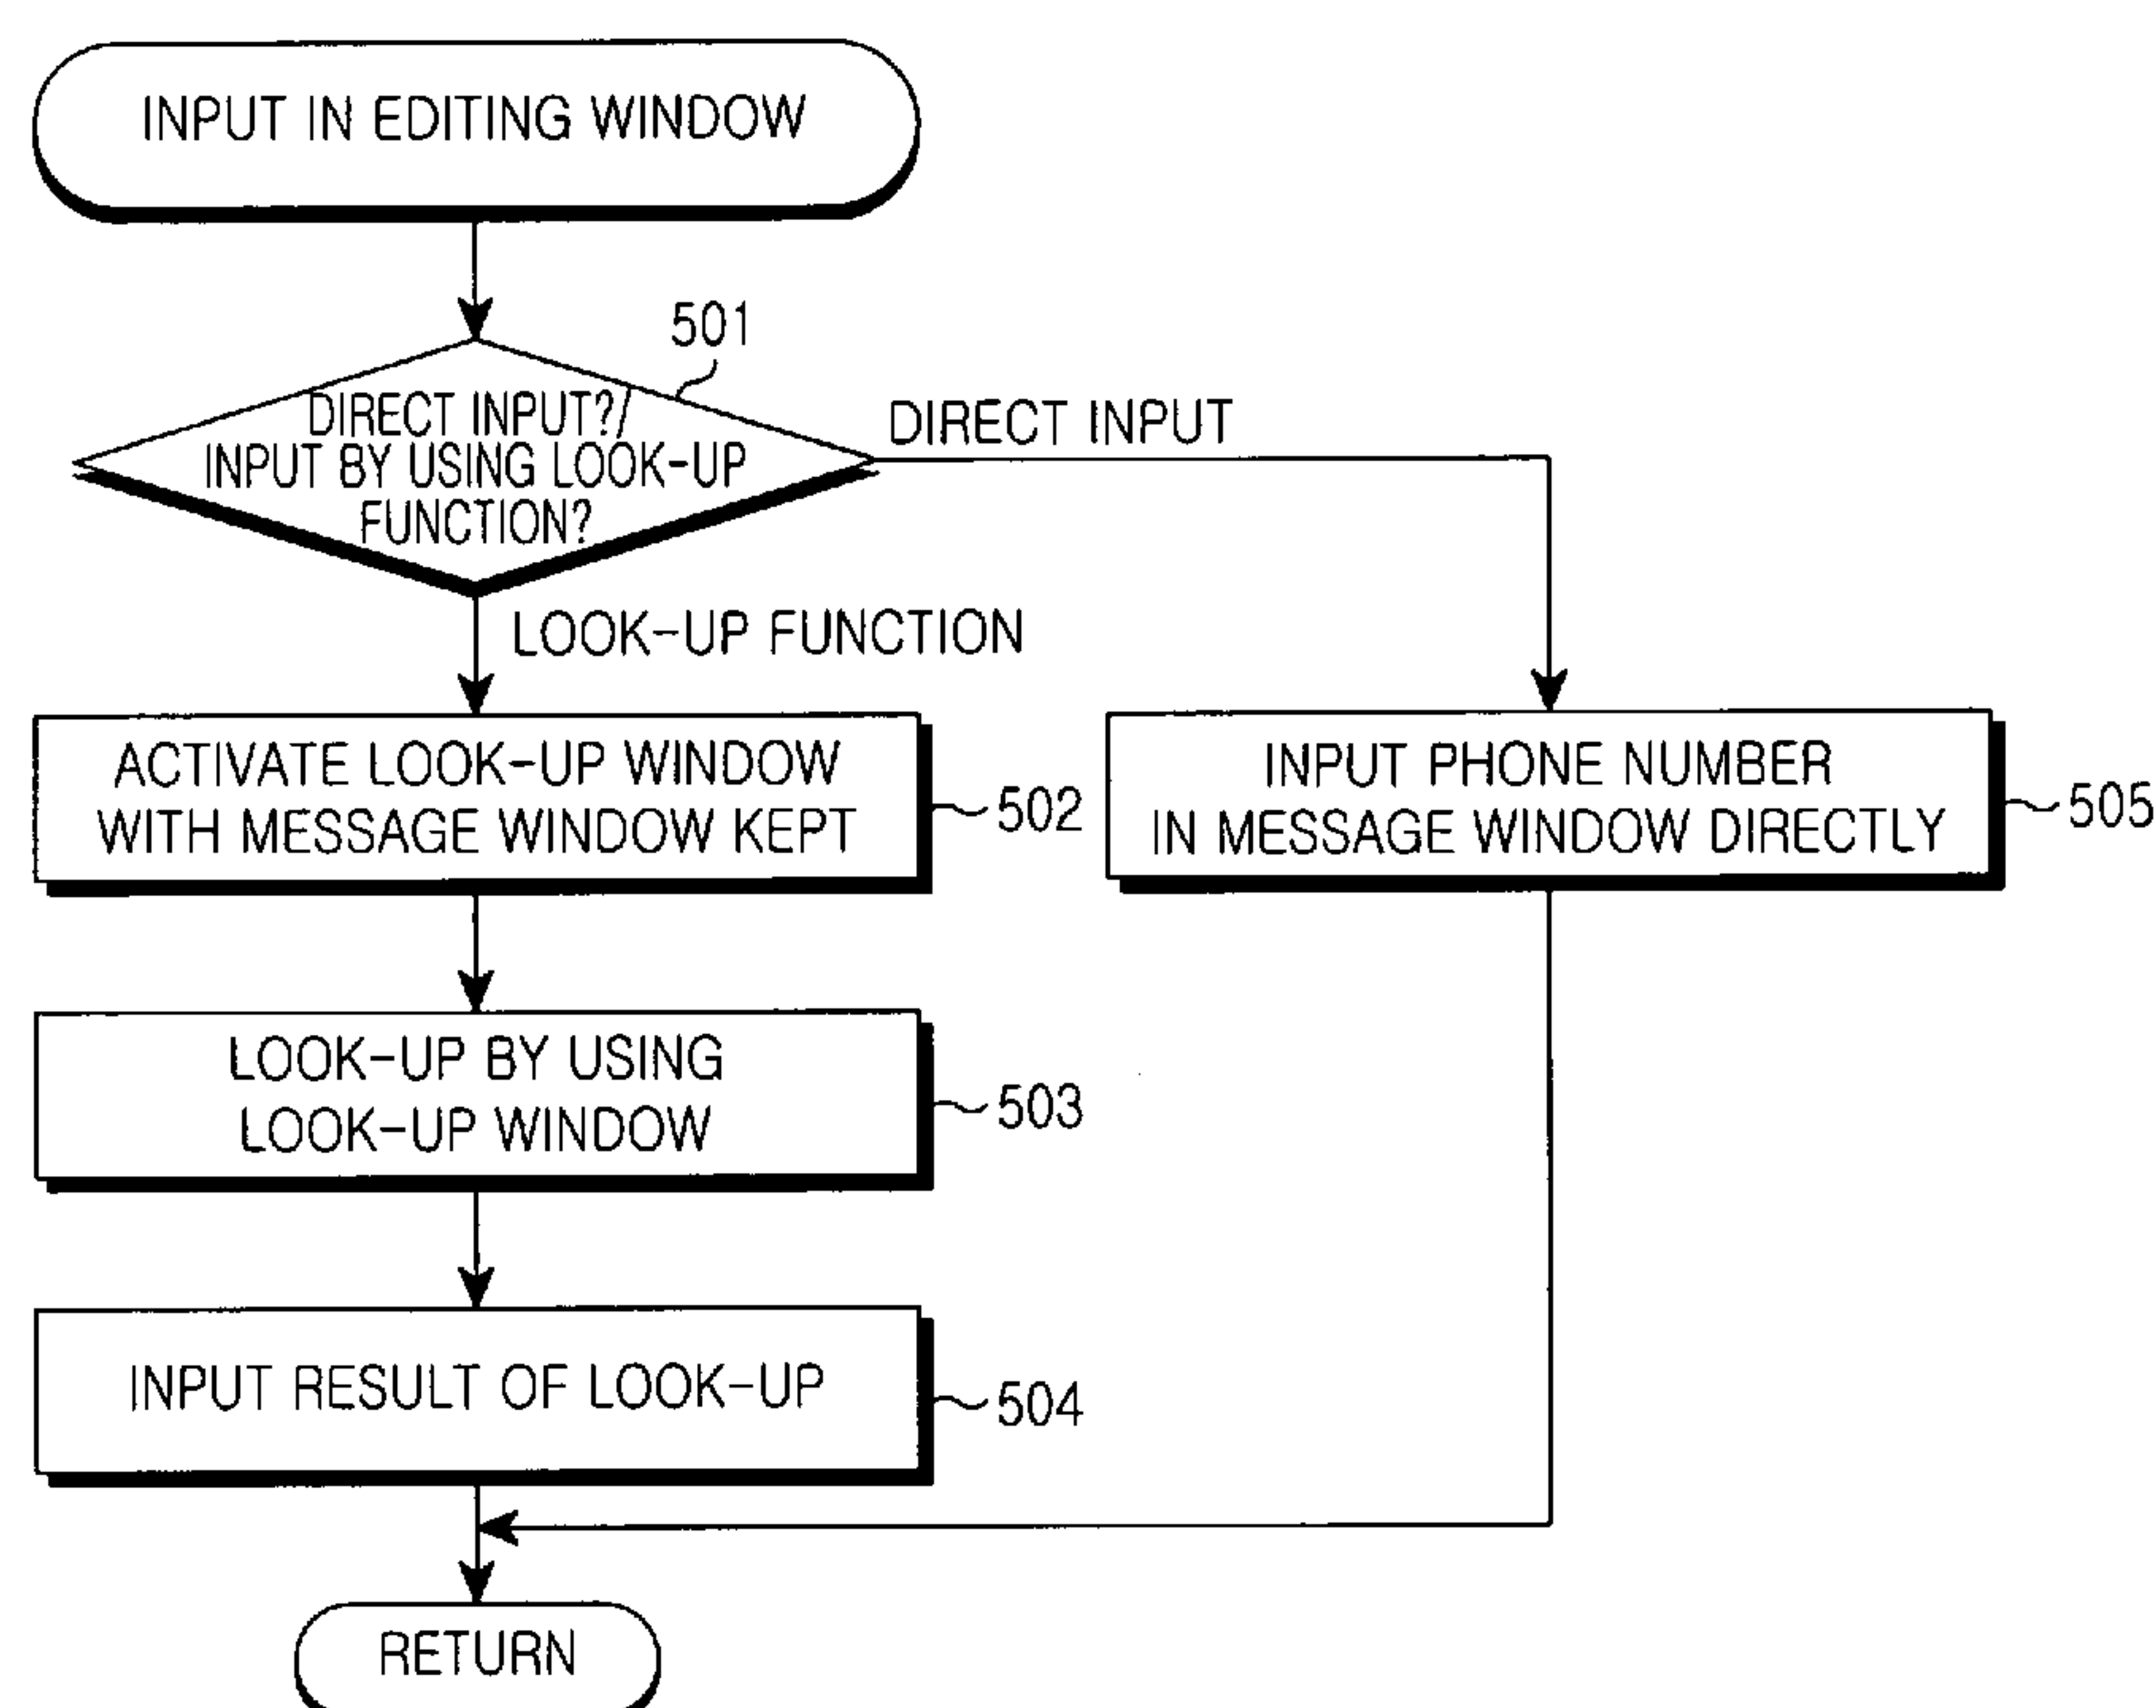 INPUT IN EDITING WINDOW
501
DIRECT INPUT?/
INPUT BY USING LOOK-UP
FUNCTION?
DIRECT INPUT
LOOK-UP FUNCTION
ACTIVATE LOOK-UP WINDOW
WITH MESSAGE WINDOW KEPT
502
INPUT PHONE NUMBER
IN MESSAGE WINDOW DIRECTLY
505
LOOK-UP BY USING
LOOK-UP WINDOW
503
INPUT RESULT OF LOOK-UP
504
RETURN